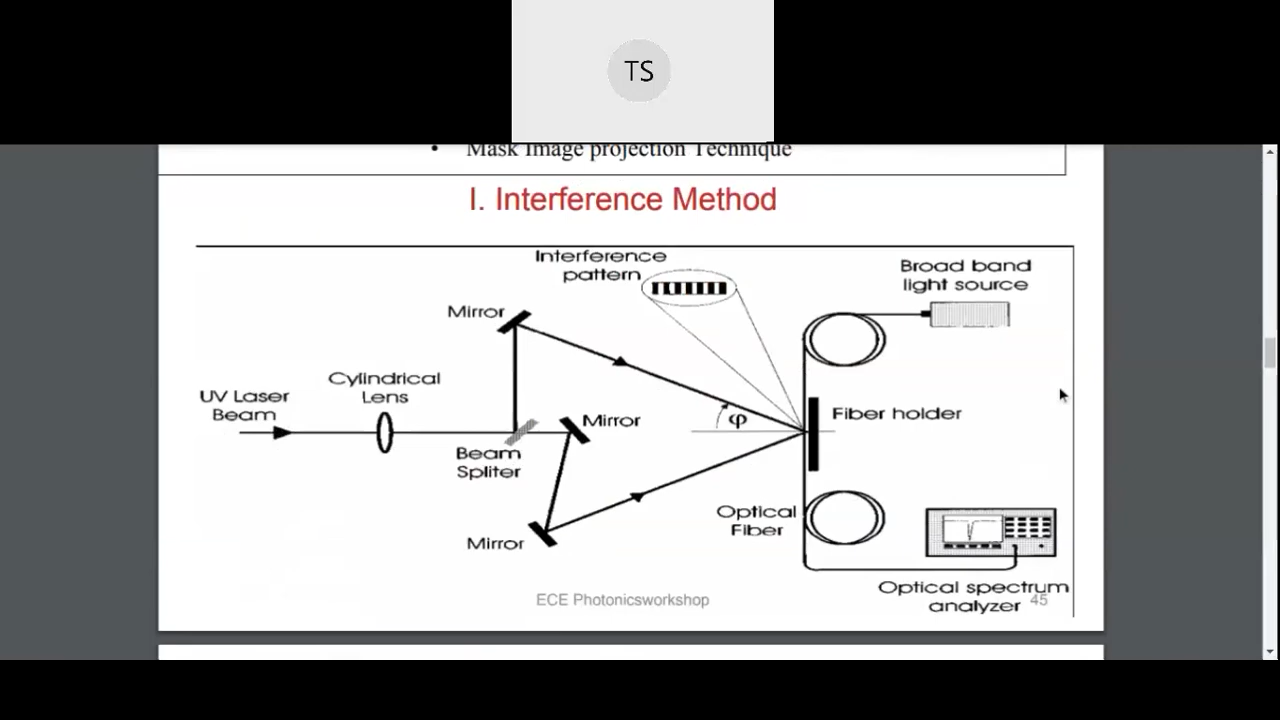 TS
• Mask Image projection Technique
I. Interference Method
Interference
pattern
Broad band
light source
Mirror
Cylindrical
Lens
UV Laser
Beam
Mirror
φ
Fiber holder
Beam
Spliter
Optical
Fiber
Mirror
Optical spectrum
analyzer
ECE Photonicsworkshop
45